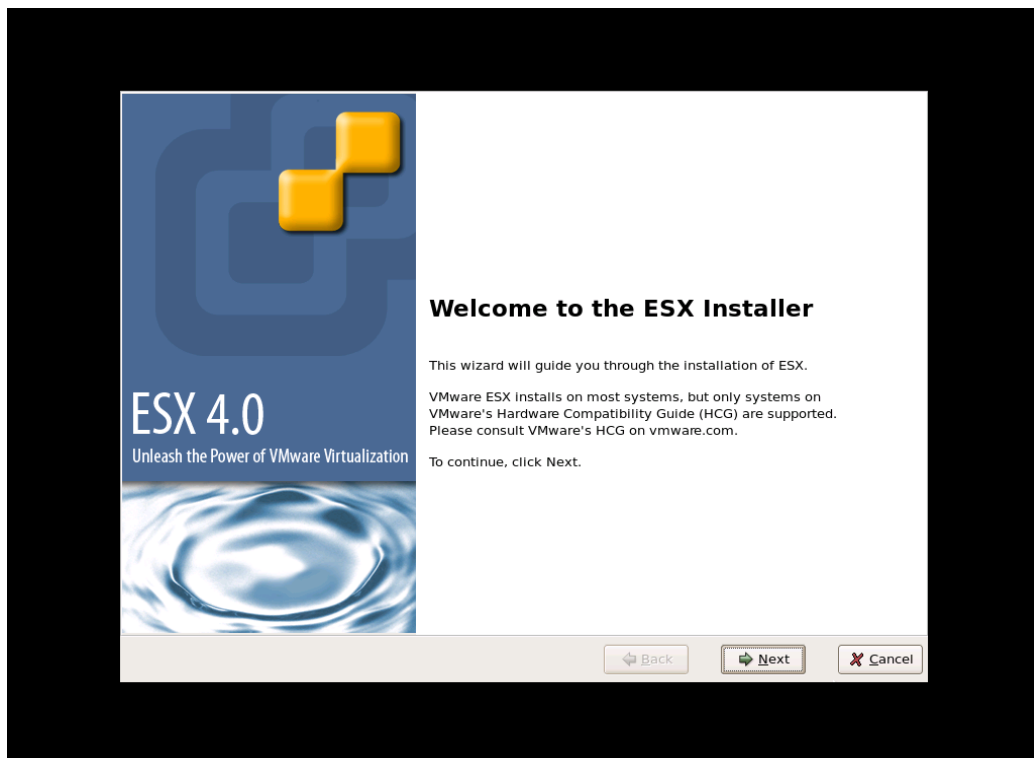 Welcome to the ESX Installer
This wizard will guide you through the installation of ESX.
VMware ESX installs on most systems, but only systems on
VMware's Hardware Compatibility Guide (HCG) are supported.
Please consult VMware's HCG on vmware.com.
To continue, click Next.
ESX 4.0
Unleash the Power of VMware Virtualization
Back
Next
Cancel